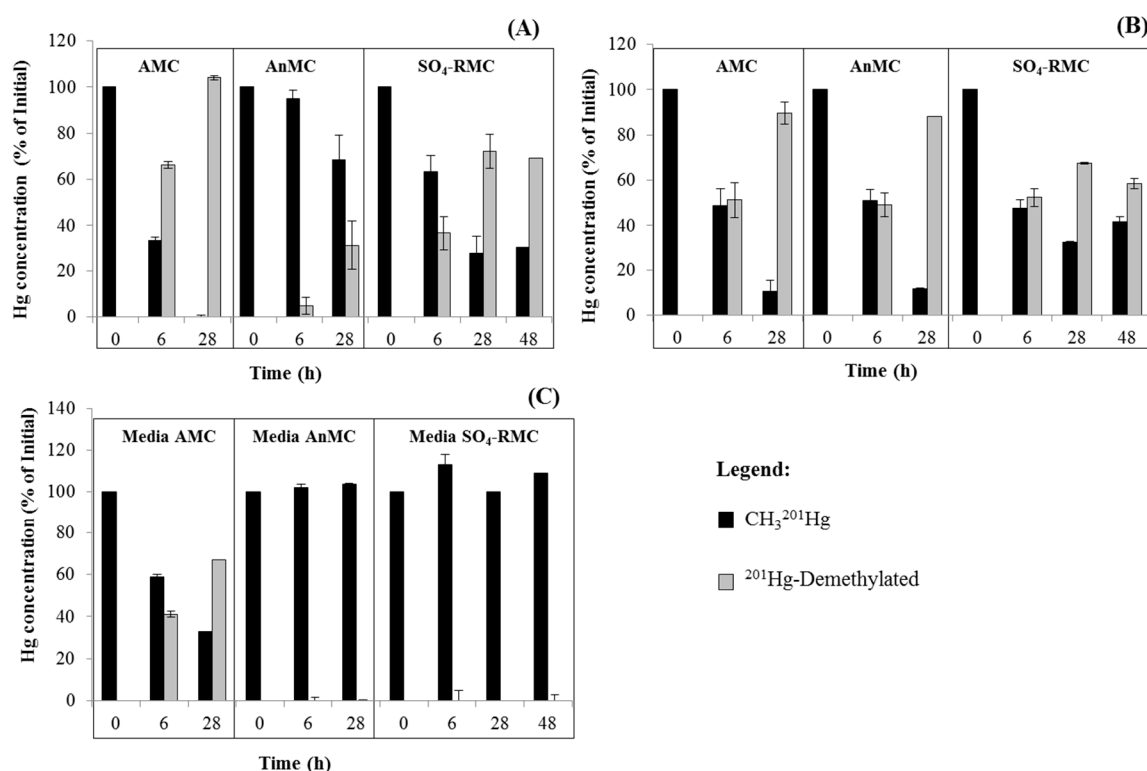 (A)
Hg concentration (% of Initial)
120
100
80
60
40
20
0
AMC AnMC SO4-RMC
0 6 28 0 6 28 0 6 28 48
Time (h)
(B)
Hg concentration (% of Initial)
120
100
80
60
40
20
0
AMC AnMC SO4-RMC
0 6 28 0 6 28 0 6 28 48
Time (h)
(C)
Hg concentration (% of Initial)
140
120
100
80
60
40
20
0
Media AMC Media AnMC Media SO4-RMC
0 6 28 0 6 28 0 6 28 48
Time (h)
Legend:
CH3²⁰¹Hg
²⁰¹Hg-Demethylated